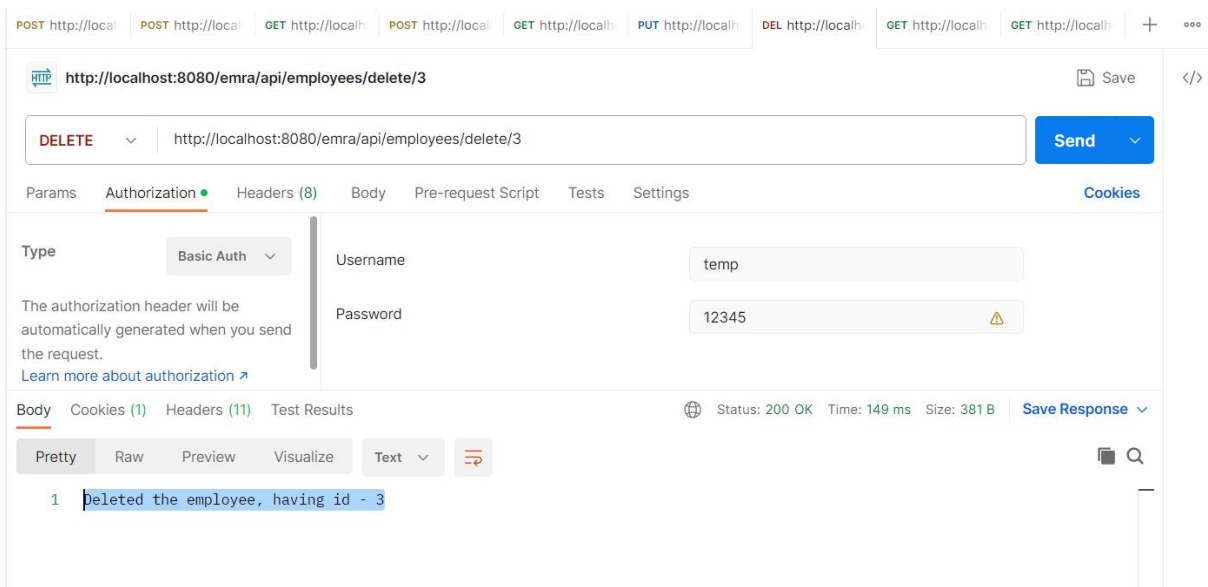 POST http://local POST http://local GET http://localh POST http://local GET http://localh PUT http://localh DEL http://localh GET http://localh GET http://localh
HTTP http://localhost:8080/emra/api/employees/delete/3 Save </>
DELETE http://localhost:8080/emra/api/employees/delete/3 Send
Params Authorization Headers (8) Body Pre-request Script Tests Settings Cookies
Type Basic Auth
The authorization header will be
automatically generated when you send
the request.
Learn more about authorization ↗
Username temp
Password 12345
Body Cookies (1) Headers (11) Test Results Status: 200 OK Time: 149 ms Size: 381 B Save Response
Pretty Raw Preview Visualize Text
1 Deleted the employee, having id - 3